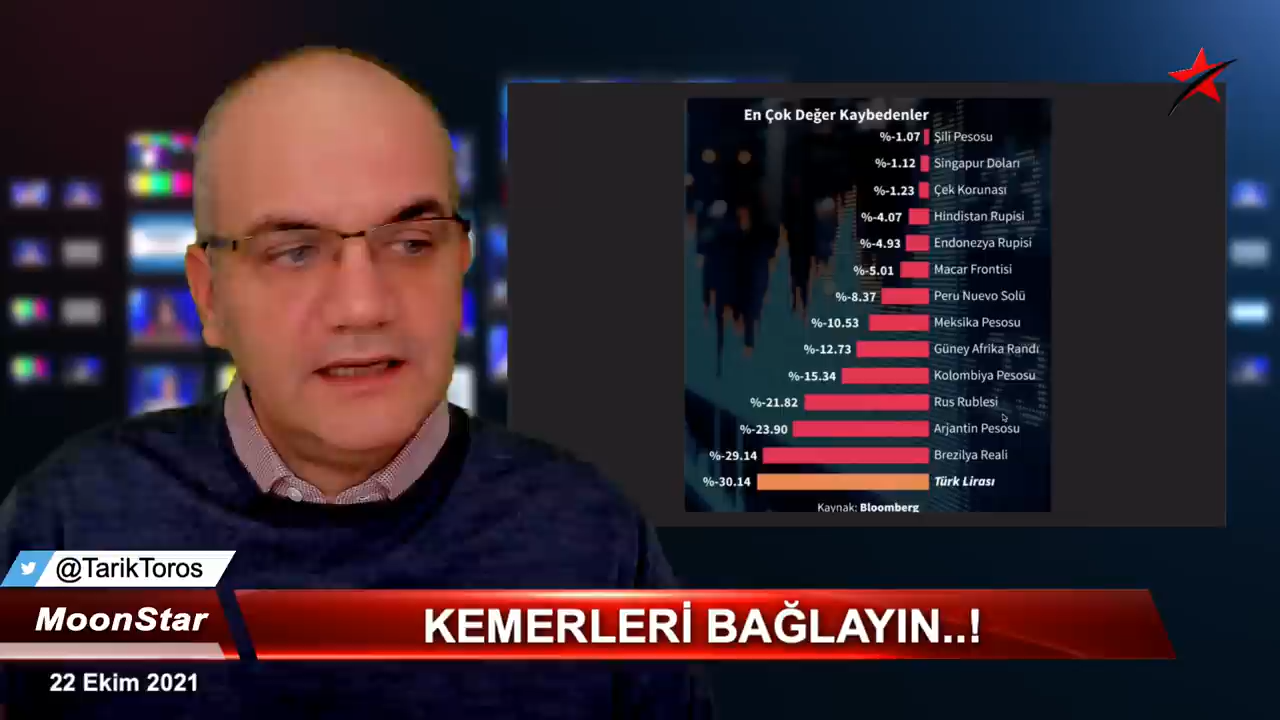 En Çok Değer Kaybedenler
%-1.07 Şili Pesosu
%-1.12 Singapur Doları
%-1.23 Çek Korunası
%-4.07 Hindistan Rupisi
%-4.93 Endonezya Rupisi
%-5.01 Macar Frontisi
%-8.37 Peru Nuevo Solü
%-10.53 Meksika Pesosu
%-12.73 Güney Afrika Randı
%-15.34 Kolombiya Pesosu
%-21.82 Rus Rublesi
%-23.90 Arjantin Pesosu
%-29.14 Brezilya Reali
%-30.14 Türk Lirası
Kaynak: Bloomberg
@TarikToros
MoonStar
KEMERLERİ BAĞLAYIN..!
22 Ekim 2021